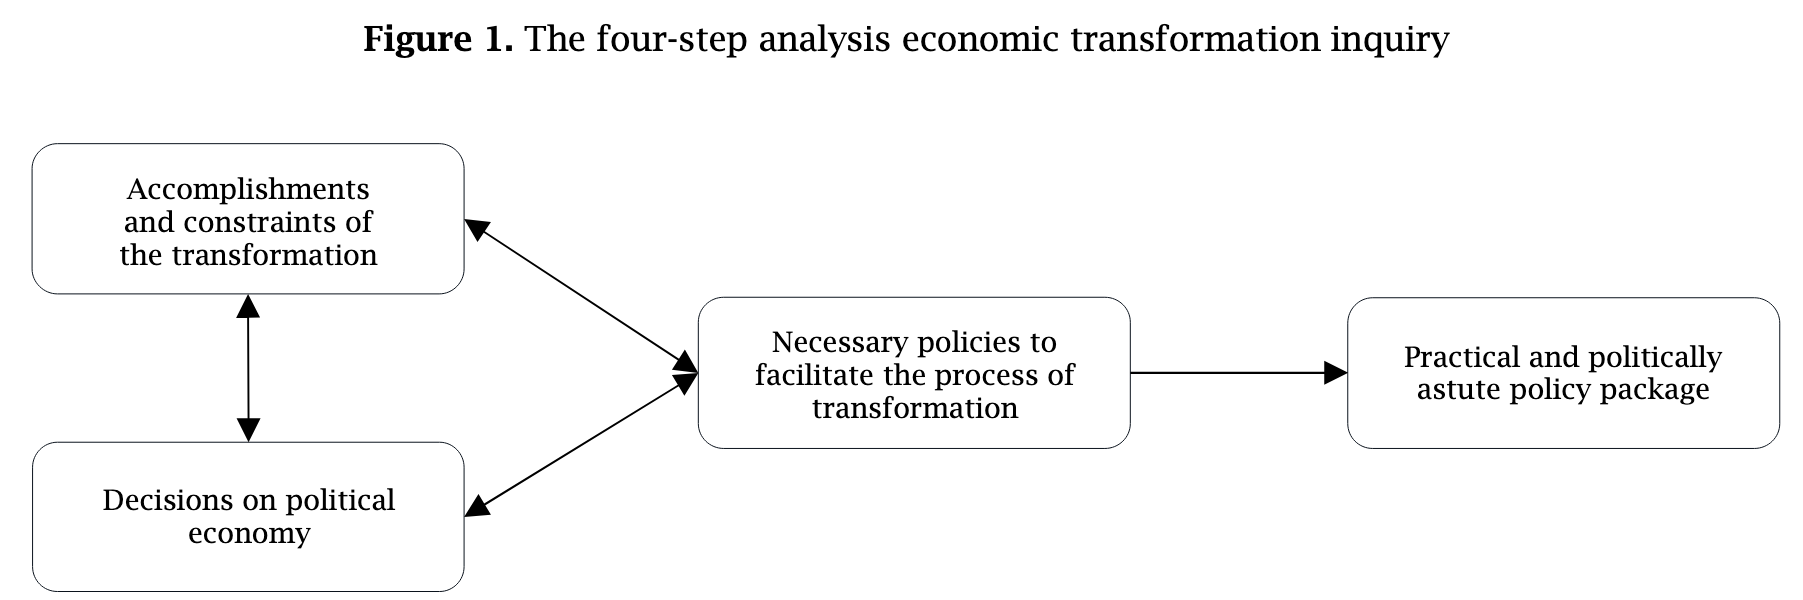 Figure 1. The four-step analysis economic transformation inquiry
Accomplishments
and constraints of
the transformation
Necessary policies to
facilitate the process of
transformation
Practical and politically
astute policy package
Decisions on political
economy